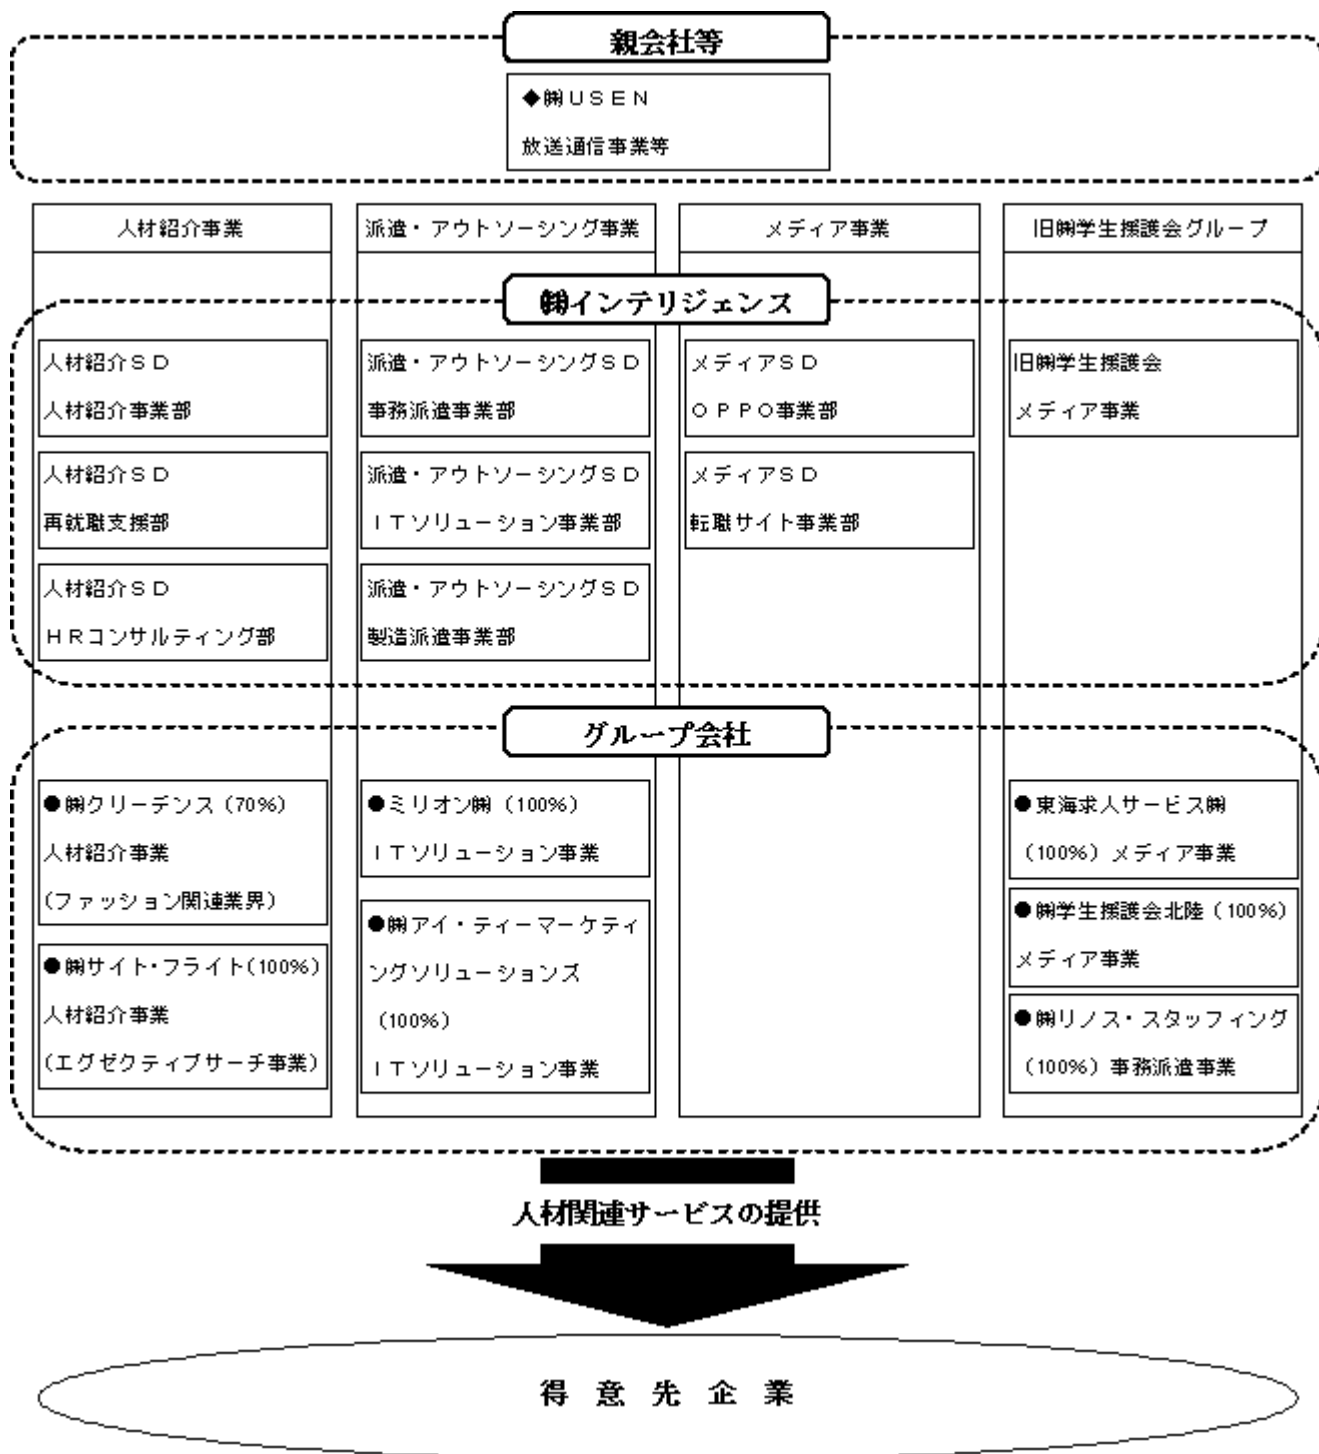 親会社等
◆㈱ＵＳＥＮ
放送通信事業等
人材紹介事業
派遣・アウトソーシング事業
メディア事業
旧㈱学生援護会グループ
㈱インテリジェンス
人材紹介ＳＤ
人材紹介事業部
人材紹介ＳＤ
再就職支援部
人材紹介ＳＤ
ＨＲコンサルティング部
派遣・アウトソーシングＳＤ
事務派遣事業部
派遣・アウトソーシングＳＤ
ＩＴソリューション事業部
派遣・アウトソーシングＳＤ
製造派遣事業部
メディアＳＤ
ＯＰＰＯ事業部
メディアＳＤ
転職サイト事業部
旧㈱学生援護会
メディア事業
グループ会社
●㈱クリーデンス（70%）
人材紹介事業
(ファッション関連業界)
●㈱サイト・フライト(100%)
人材紹介事業
(エグゼクティブサーチ事業)
●ミリオン㈱（100%）
ＩＴソリューション事業
●㈱アイ・ティーマーケティ
ングソリューションズ
（100%）
ＩＴソリューション事業
●東海求人サービス㈱
（100%）メディア事業
●㈱学生援護会北陸（100%）
メディア事業
●㈱リノス・スタッフィング
（100%）事務派遣事業
人材関連サービスの提供
得意先企業